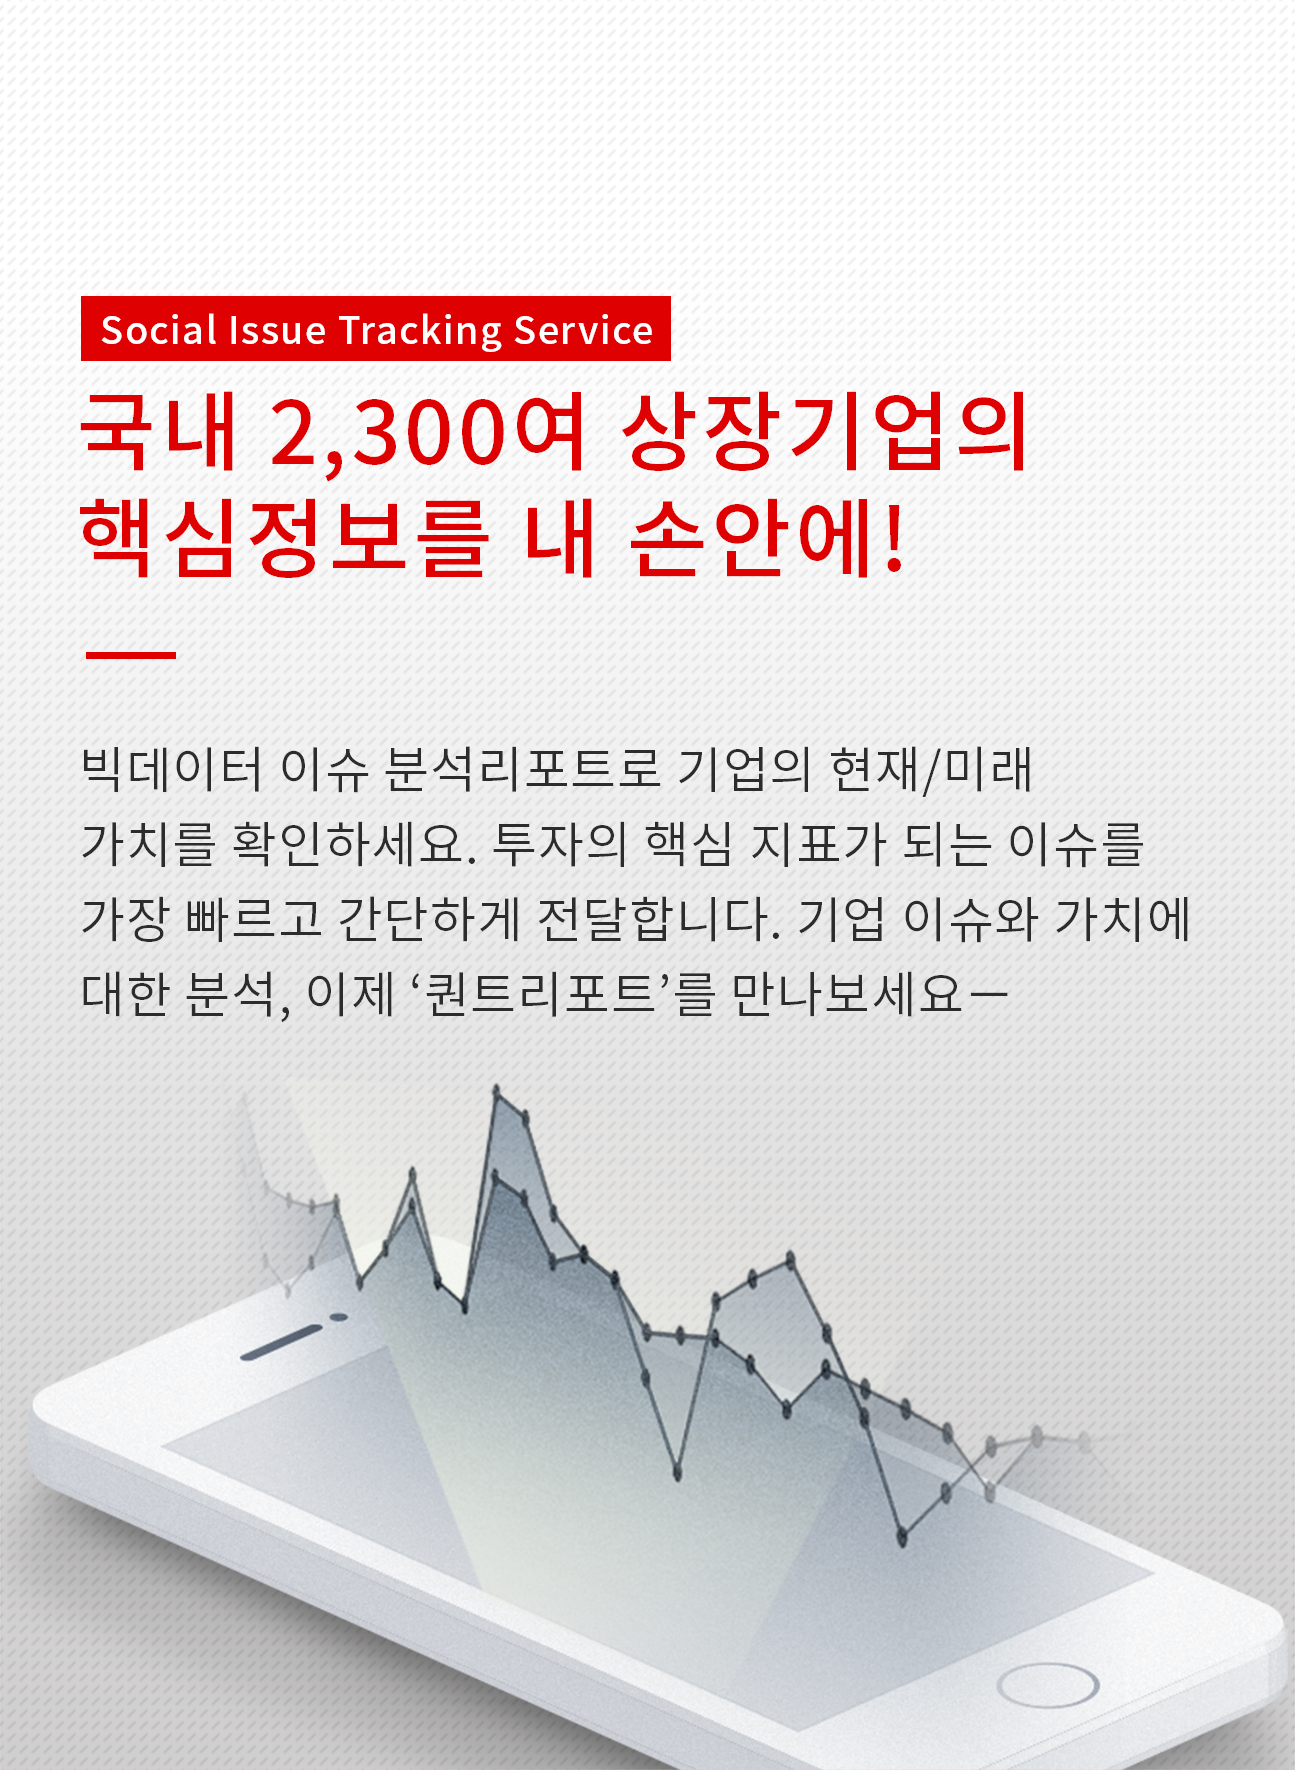 Social Issue Tracking Service
국내 2,300여 상장기업의
핵심정보를 내 손안에!
빅데이터 이슈 분석리포트로 기업의 현재/미래
가치를 확인하세요. 투자의 핵심 지표가 되는 이슈를
가장 빠르고 간단하게 전달합니다. 기업 이슈와 가치에
대한 분석, 이제 ‘퀀트리포트’를 만나보세요ㅡ